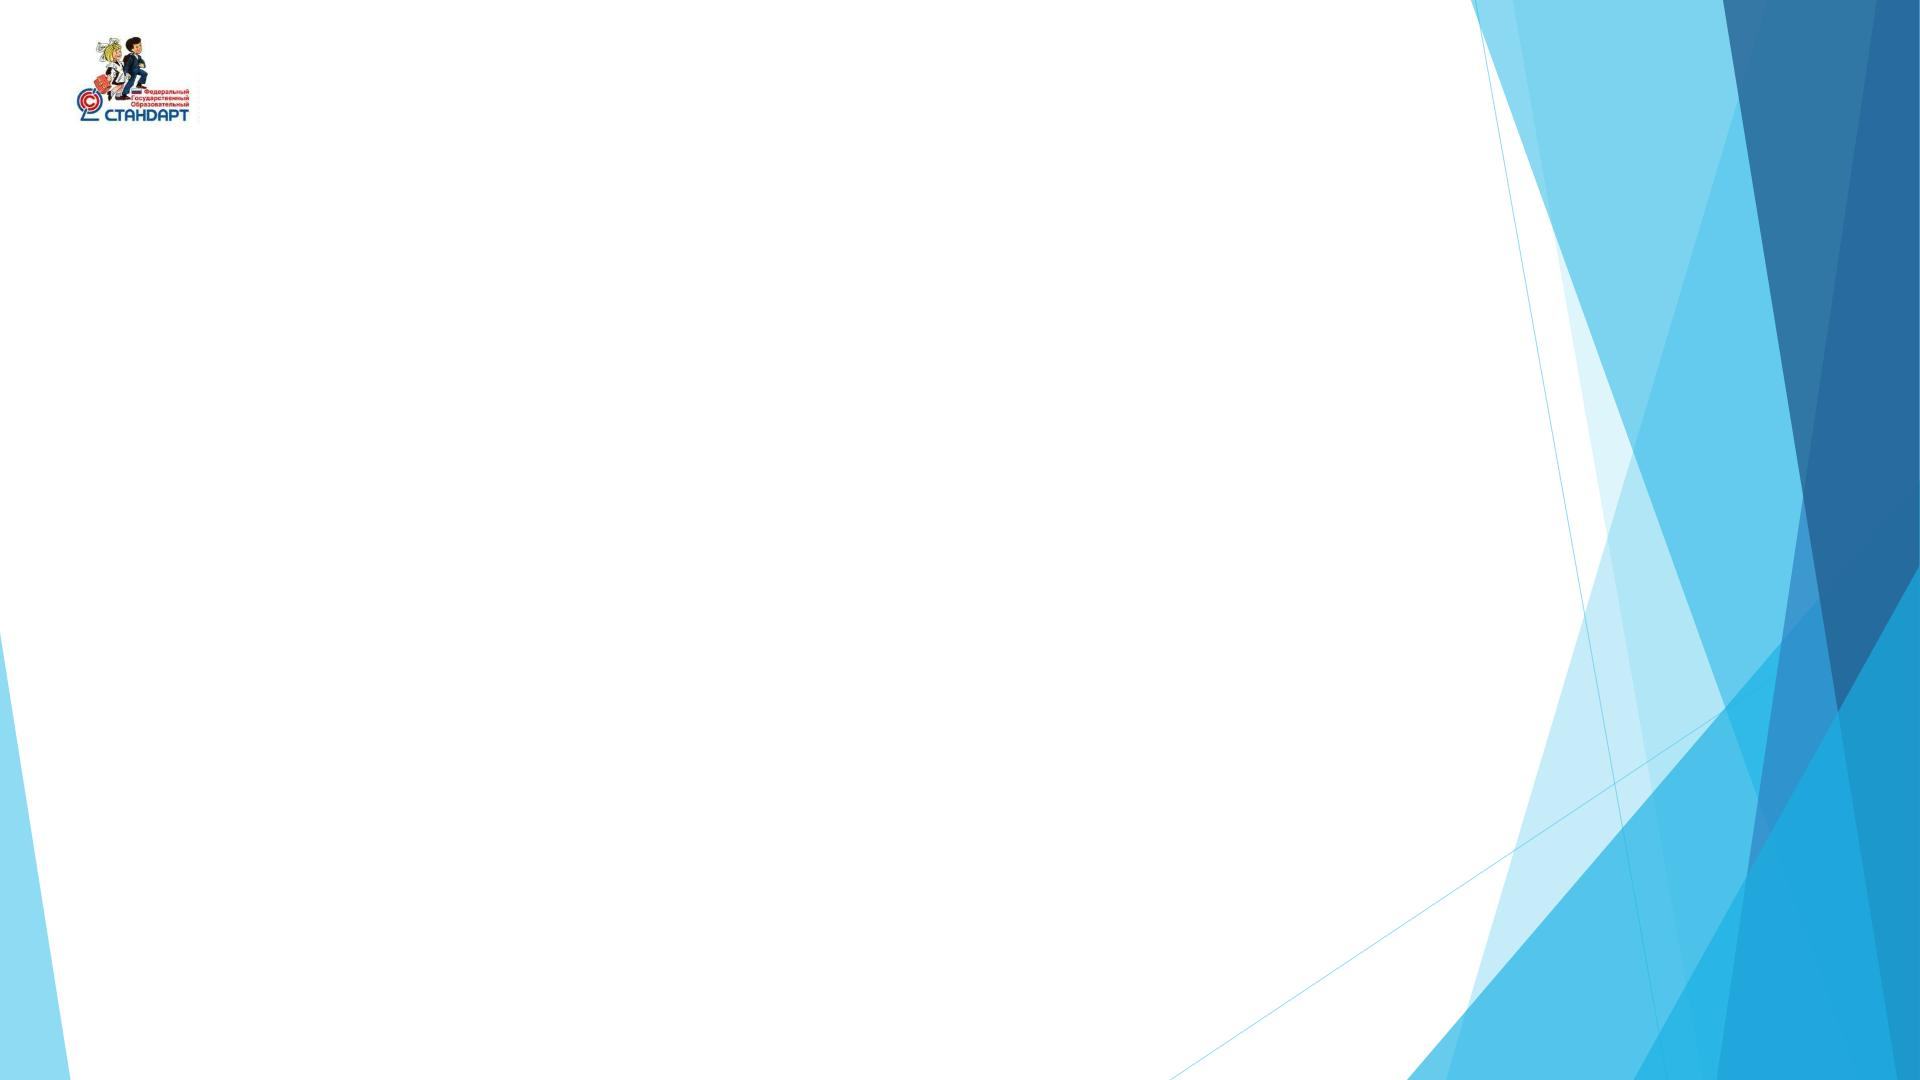 Федеральный
Государственный
Образовательный
СТАНДАРТ